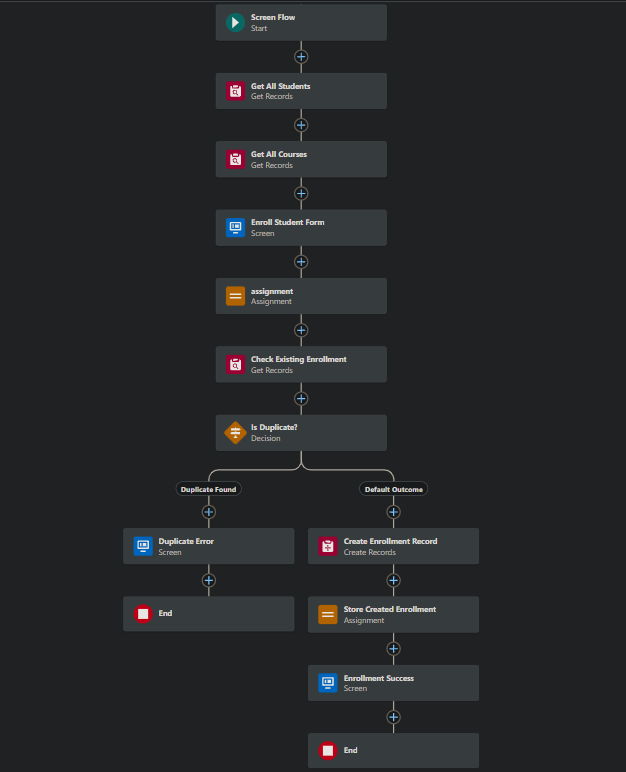 Screen Flow
Start
Get All Students
Get Records
Get All Courses
Get Records
Enroll Student Form
Screen
assignment
Assignment
Check Existing Enrollment
Get Records
Is Duplicate?
Decision
Duplicate Found
Default Outcome
Duplicate Error
Screen
Create Enrollment Record
Create Records
End
Store Created Enrollment
Assignment
Enrollment Success
Screen
End